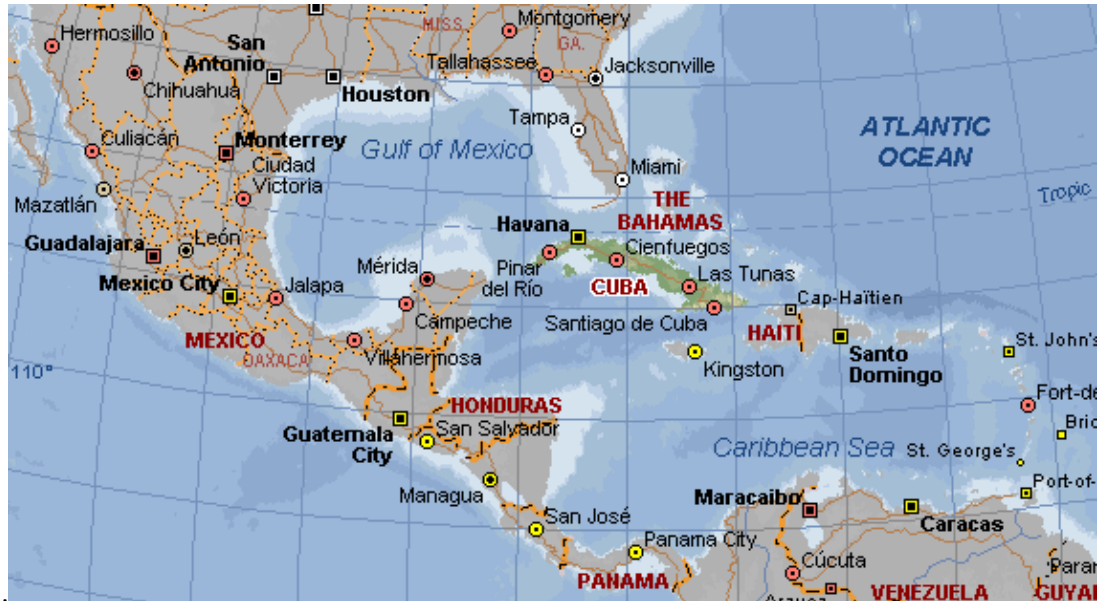 Hermosillo
Chihuahua
San
Antonio
Houston
MISS.
Montgomery
GA.
Tallahassee
Jacksonville
Culiacán
Monterrey
Ciudad
Victoria
Gulf of Mexico
Tampa
Miami
ATLANTIC
OCEAN
Tropic
Mazatlán
Guadalajara
León
Mexico City
Jalapa
Mérida
Campeche
Havana
THE
BAHAMAS
Pinar
del Río
Cienfuegos
CUBA
Las Tunas
Santiago de Cuba
Cap-Haïtien
HAITI
Santo
Domingo
Kingston
St. John's
MEXICO
OAXACA
Villahermosa
110°
HONDURAS
Guatemala
City
San Salvador
Managua
Caribbean Sea
Fort-de
Bric
St. George's
Port-of-
Maracaibo
Caracas
San José
Panama City
PANAMA
Cúcuta
VENEZUELA
Param
GUYA